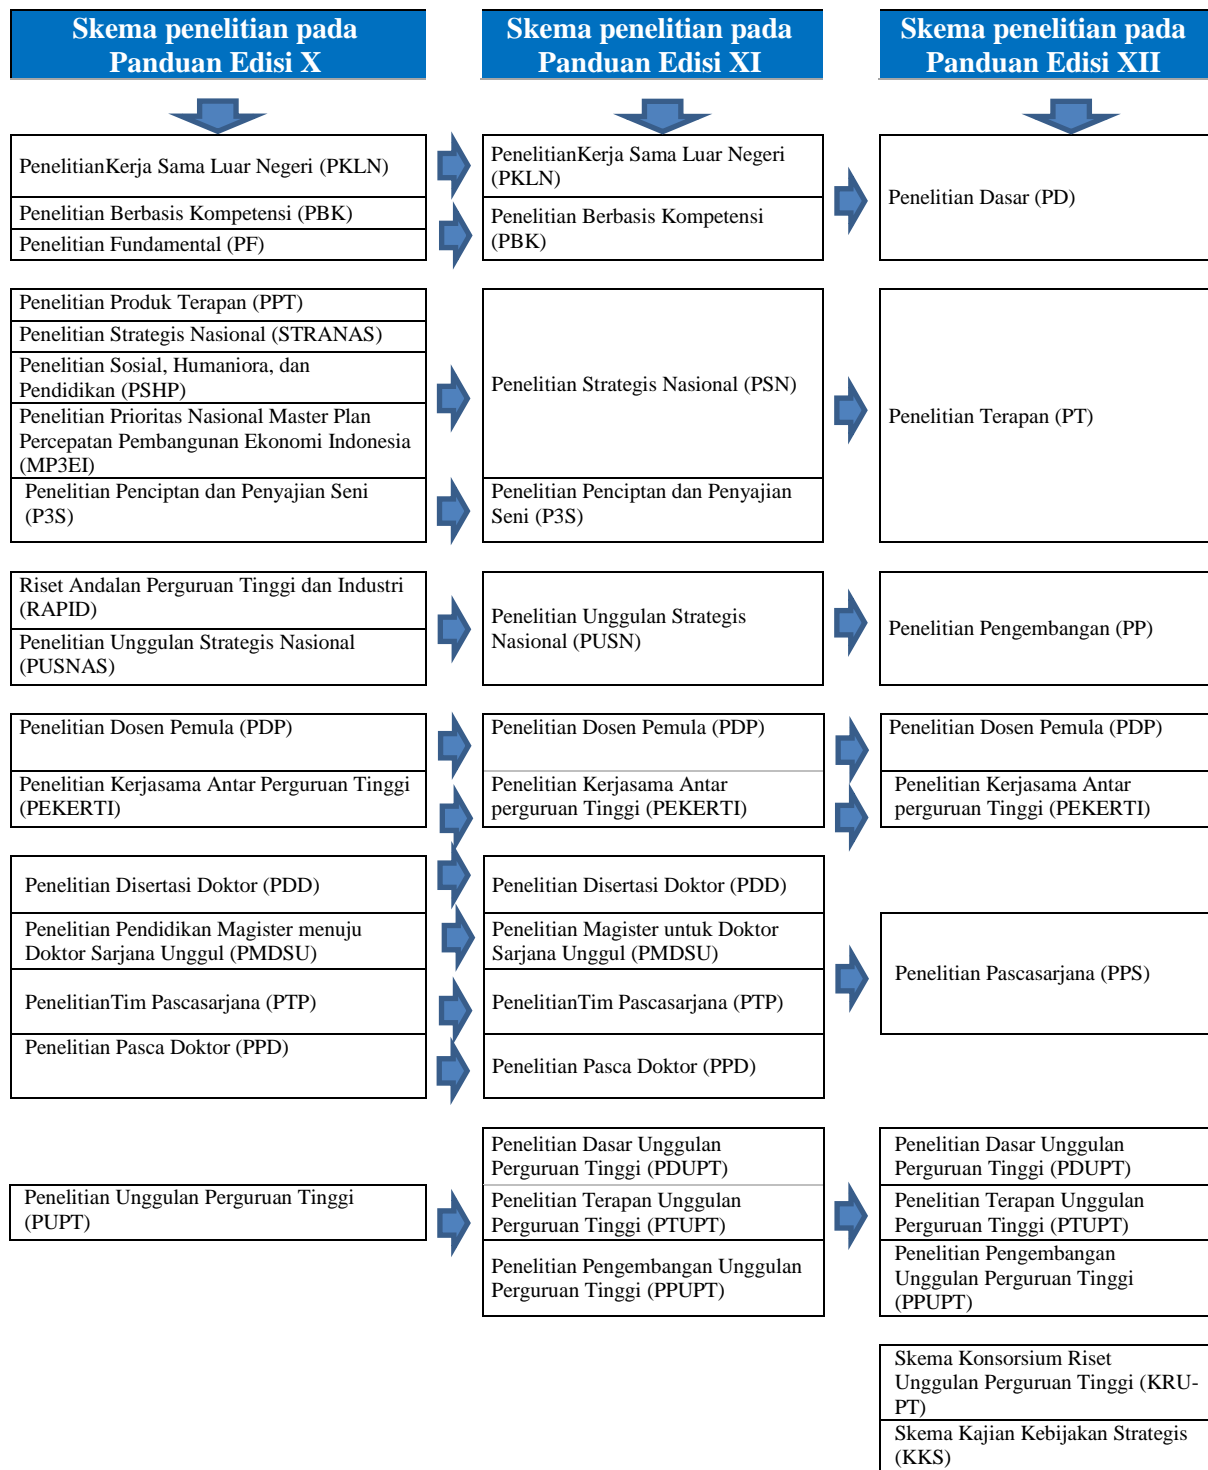 Skema penelitian pada
Panduan Edisi X
Skema penelitian pada
Panduan Edisi XI
Skema penelitian pada
Panduan Edisi XII
PenelitianKerja Sama Luar Negeri (PKLN)
PenelitianKerja Sama Luar Negeri
(PKLN)
Penelitian Dasar (PD)
Penelitian Berbasis Kompetensi (PBK)
Penelitian Fundamental (PF)
Penelitian Berbasis Kompetensi
(PBK)
Penelitian Produk Terapan (PPT)
Penelitian Strategis Nasional (STRANAS)
Penelitian Sosial, Humaniora, dan
Pendidikan (PSHP)
Penelitian Prioritas Nasional Master Plan
Percepatan Pembangunan Ekonomi Indonesia
(MP3EI)
Penelitian Strategis Nasional (PSN)
Penelitian Terapan (PT)
Penelitian Penciptan dan Penyajian Seni
(P3S)
Penelitian Penciptan dan Penyajian
Seni (P3S)
Riset Andalan Perguruan Tinggi dan Industri
(RAPID)
Penelitian Unggulan Strategis Nasional
(PUSNAS)
Penelitian Unggulan Strategis
Nasional (PUSN)
Penelitian Pengembangan (PP)
Penelitian Dosen Pemula (PDP)
Penelitian Dosen Pemula (PDP)
Penelitian Dosen Pemula (PDP)
Penelitian Kerjasama Antar Perguruan Tinggi
(PEKERTI)
Penelitian Kerjasama Antar
perguruan Tinggi (PEKERTI)
Penelitian Kerjasama Antar
perguruan Tinggi (PEKERTI)
Penelitian Disertasi Doktor (PDD)
Penelitian Disertasi Doktor (PDD)
Penelitian Pendidikan Magister menuju
Doktor Sarjana Unggul (PMDSU)
Penelitian Magister untuk Doktor
Sarjana Unggul (PMDSU)
Penelitian Pascasarjana (PPS)
PenelitianTim Pascasarjana (PTP)
PenelitianTim Pascasarjana (PTP)
Penelitian Pasca Doktor (PPD)
Penelitian Pasca Doktor (PPD)
Penelitian Unggulan Perguruan Tinggi
(PUPT)
Penelitian Dasar Unggulan
Perguruan Tinggi (PDUPT)
Penelitian Terapan Unggulan
Perguruan Tinggi (PTUPT)
Penelitian Pengembangan Unggulan
Perguruan Tinggi (PPUPT)
Penelitian Dasar Unggulan
Perguruan Tinggi (PDUPT)
Penelitian Terapan Unggulan
Perguruan Tinggi (PTUPT)
Penelitian Pengembangan
Unggulan Perguruan Tinggi
(PPUPT)
Skema Konsorsium Riset
Unggulan Perguruan Tinggi (KRU-
PT)
Skema Kajian Kebijakan Strategis
(KKS)